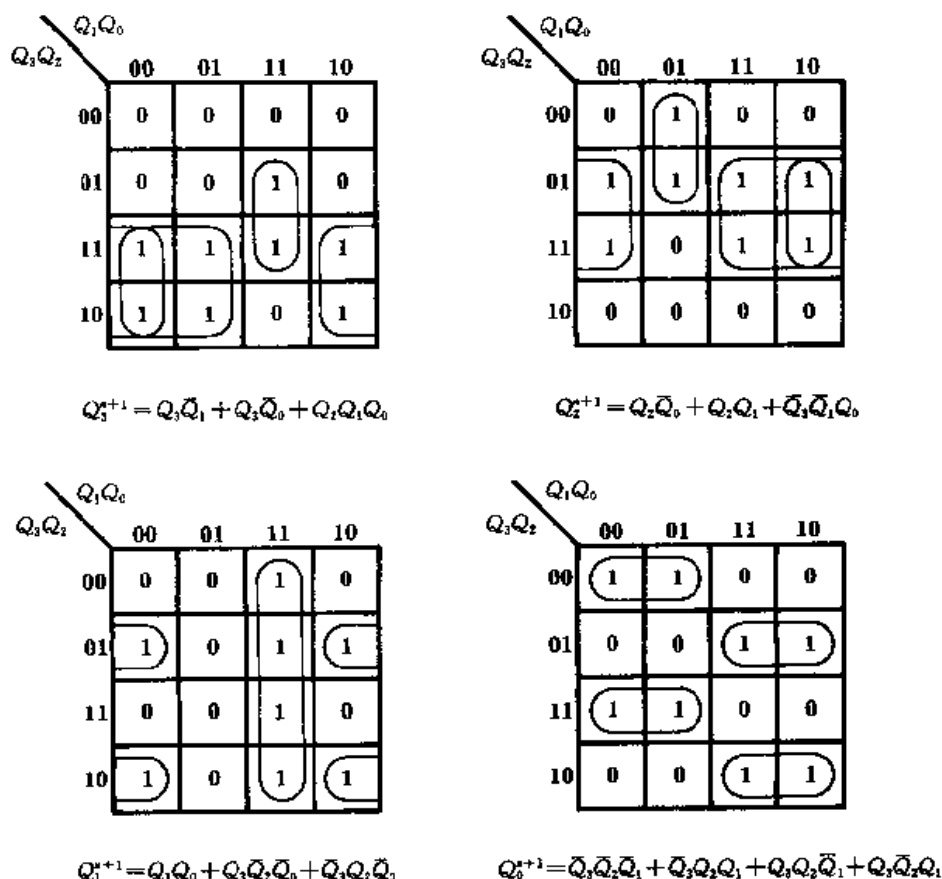 Q₁Q₀
Q₃Q₂
00 01 11 10
00 0 0 0 0
01 0 0 1 0
11 1 1 1 1
10 1 1 0 1
Q₃ⁿ⁺¹ = Q₃Q̄₁ + Q₃Q̄₀ + Q₂Q₁Q₀
Q₁Q₀
Q₃Q₂
00 01 11 10
00 0 1 0 0
01 1 1 1 1
11 1 0 1 1
10 0 0 0 0
Q₂ⁿ⁺¹ = Q₂Q̄₀ + Q₂Q₁ + Q̄₃Q̄₁Q₀
Q₁Q₀
Q₃Q₂
00 01 11 10
00 0 0 1 0
01 1 0 1 1
11 0 0 1 0
10 1 0 1 1
Q₁ⁿ⁺¹ = Q₁Q₀ + Q₃Q̄₂Q̄₀ + Q̄₃Q₂Q̄₀
Q₁Q₀
Q₃Q₂
00 01 11 10
00 1 1 0 0
01 0 0 1 1
11 1 1 0 0
10 0 0 1 1
Q₀ⁿ⁺¹ = Q̄₃Q̄₂Q̄₁ + Q̄₃Q₂Q₁ + Q₃Q₂Q̄₁ + Q₃Q̄₂Q₁